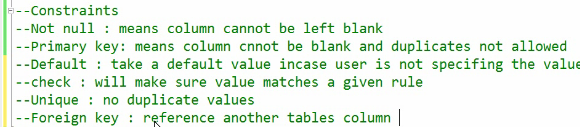 --Constraints
--Not null : means column cannot be left blank
--Primary key: means column cnnot be blank and duplicates not allowed
--Default : take a default value incase user is not specifing the value
--check : will make sure value matches a given rule
--Unique : no duplicate values
--Foreign key : reference another tables column